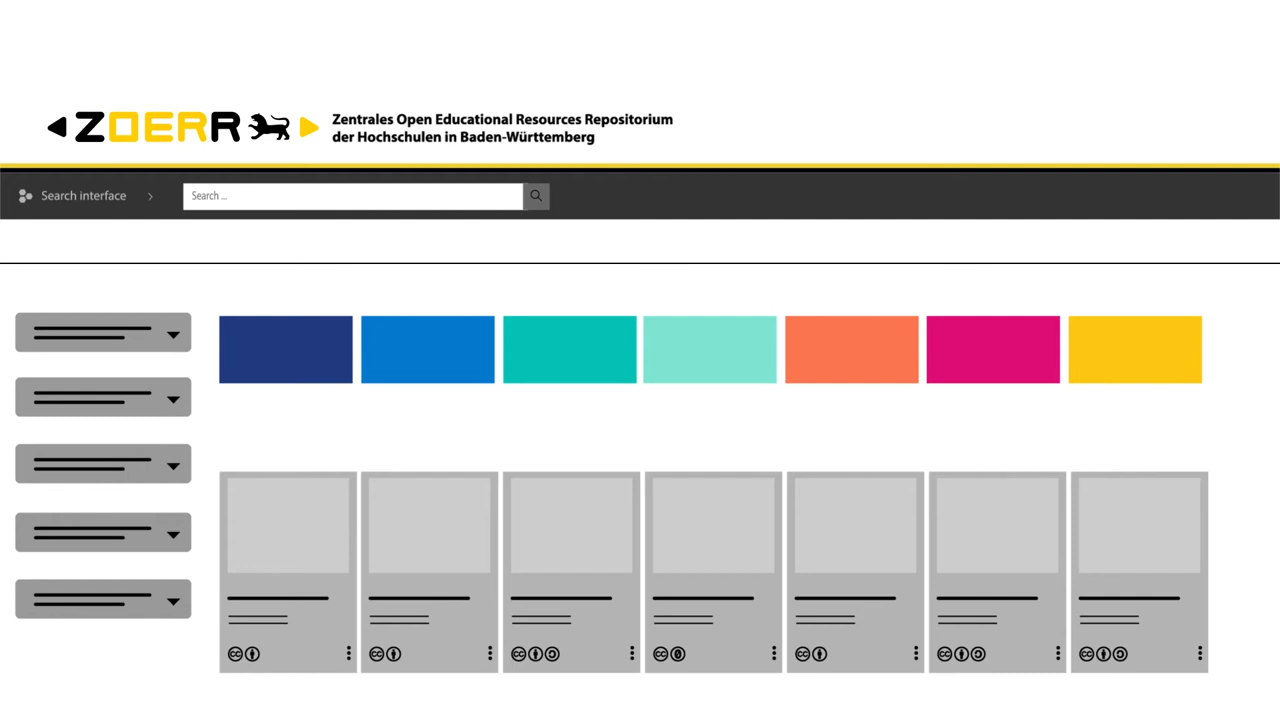 ZOERR
Zentrales Open Educational Resources Repositorium
der Hochschulen in Baden-Württemberg
Search interface
Search ...